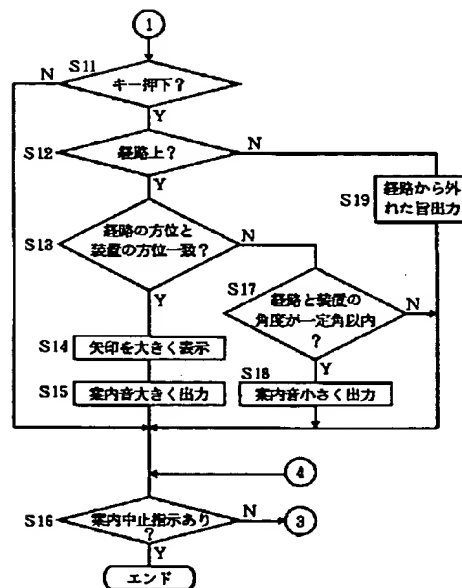 1
S11
N
キー押下?
Y
S12
経路上?
N
Y
S19
経路から外
れた旨出力
S13
経路の方位と
装置の方位一致?
N
Y
S17
経路と装置の
角度が一定角以内
?
N
Y
S14
矢印を大きく表示
S18
S15
案内音大きく出力
案内音小さく出力
4
S16
案内中止指示あり
?
N
3
Y
エンド